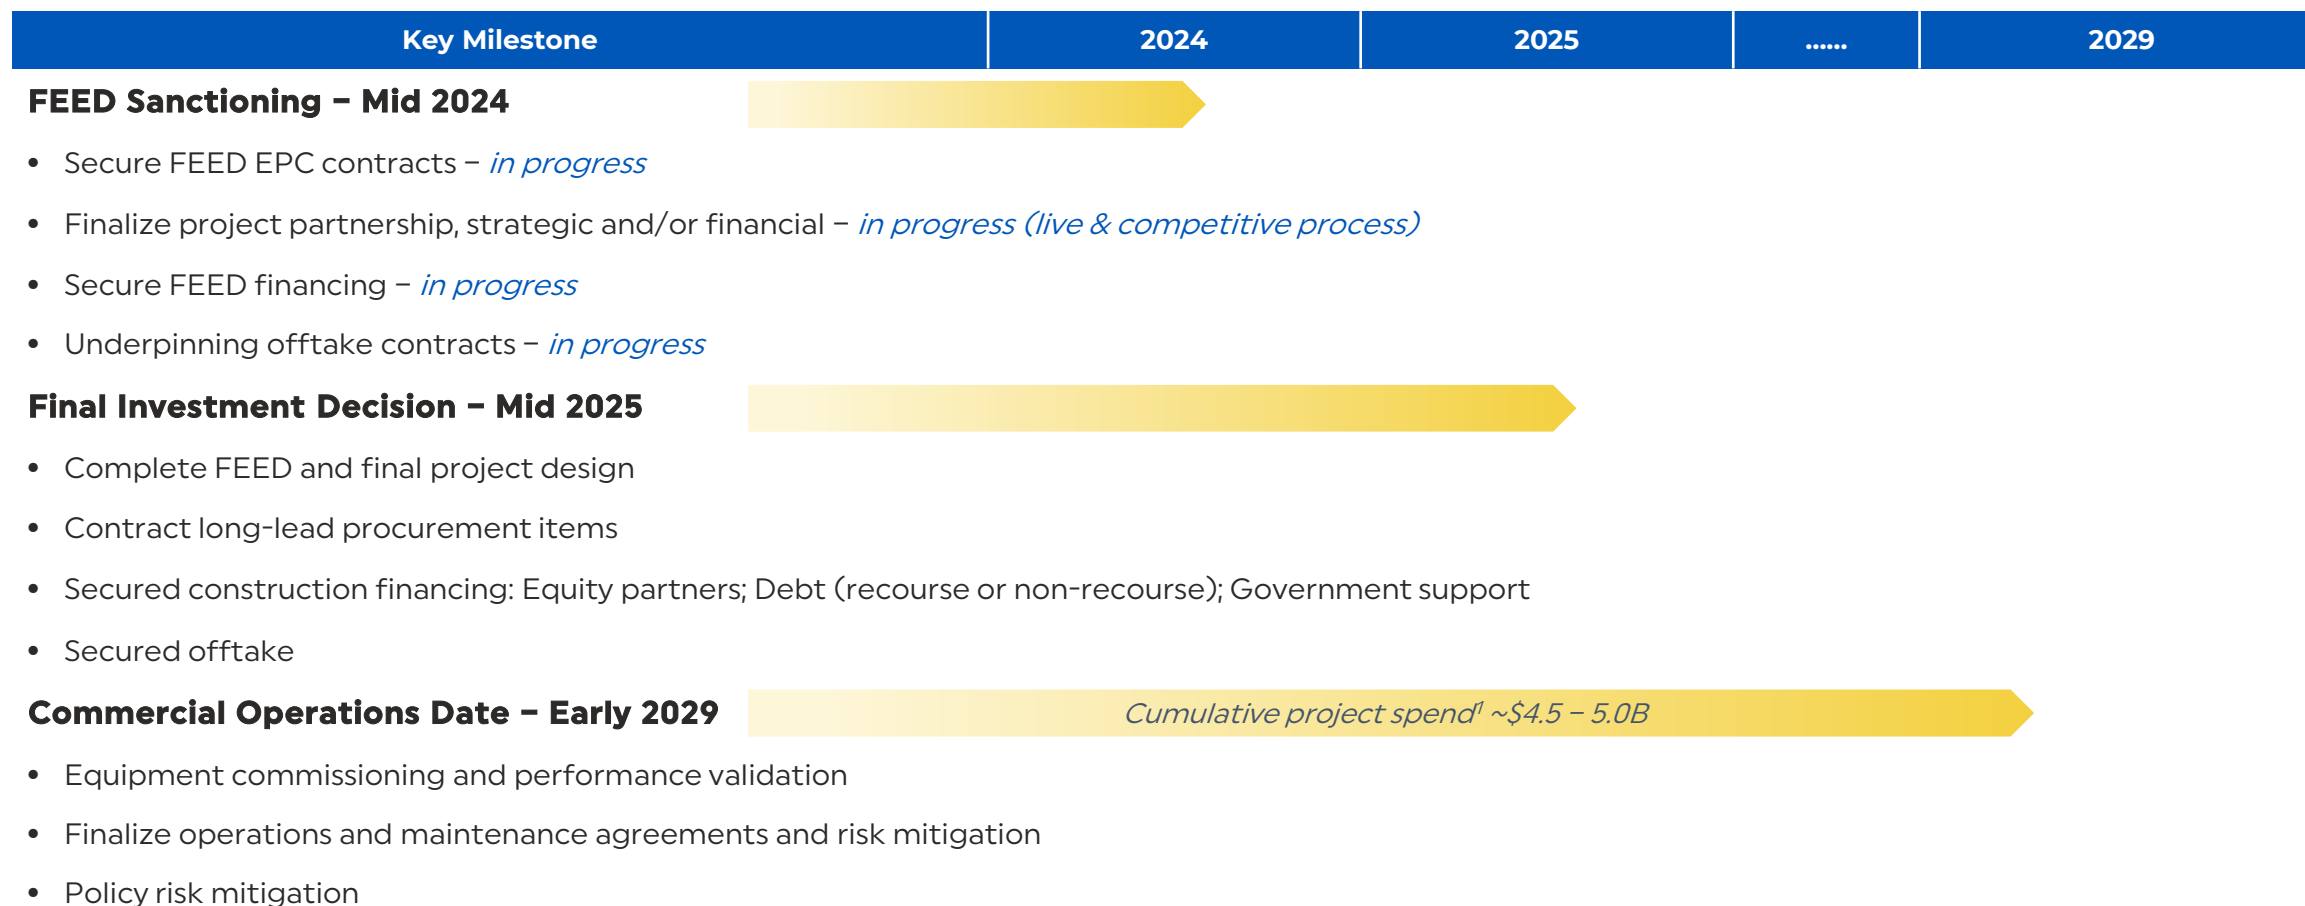 Key Milestone 2024 2025 ...... 2029
FEED Sanctioning – Mid 2024
• Secure FEED EPC contracts – in progress
• Finalize project partnership, strategic and/or financial – in progress (live & competitive process)
• Secure FEED financing – in progress
• Underpinning offtake contracts – in progress
Final Investment Decision – Mid 2025
• Complete FEED and final project design
• Contract long-lead procurement items
• Secured construction financing: Equity partners; Debt (recourse or non-recourse); Government support
• Secured offtake
Commercial Operations Date – Early 2029 Cumulative project spend¹ ~$4.5 – 5.0B
• Equipment commissioning and performance validation
• Finalize operations and maintenance agreements and risk mitigation
• Policy risk mitigation